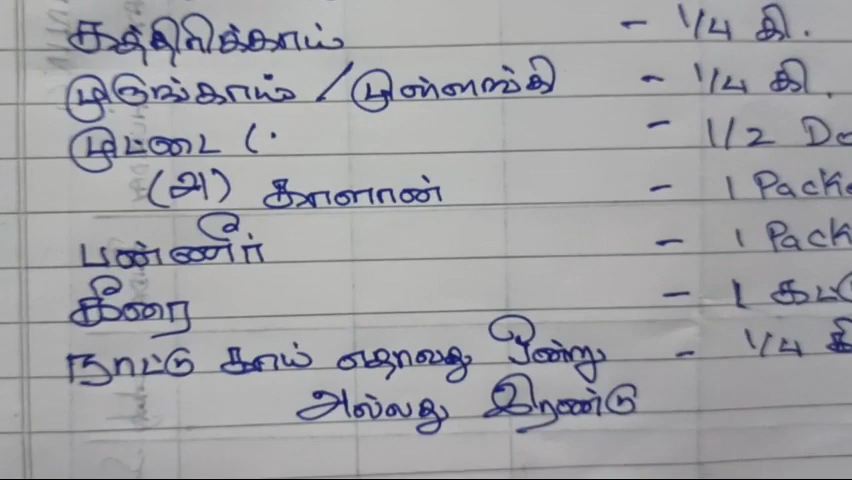 கத்திரிக்காய் - 1/4 கி.
முருங்காய் / முள்ளங்கி - 1/4 கி.
முட்டை (. - 1/2 Do
(அ) காளான் - 1 Packe
பன்னீர் - 1 Pack
கீரை - 1 கட்டு
நாட்டு காய் ஏதாவது ஒன்று - 1/4 கி
அல்லது இரண்டு